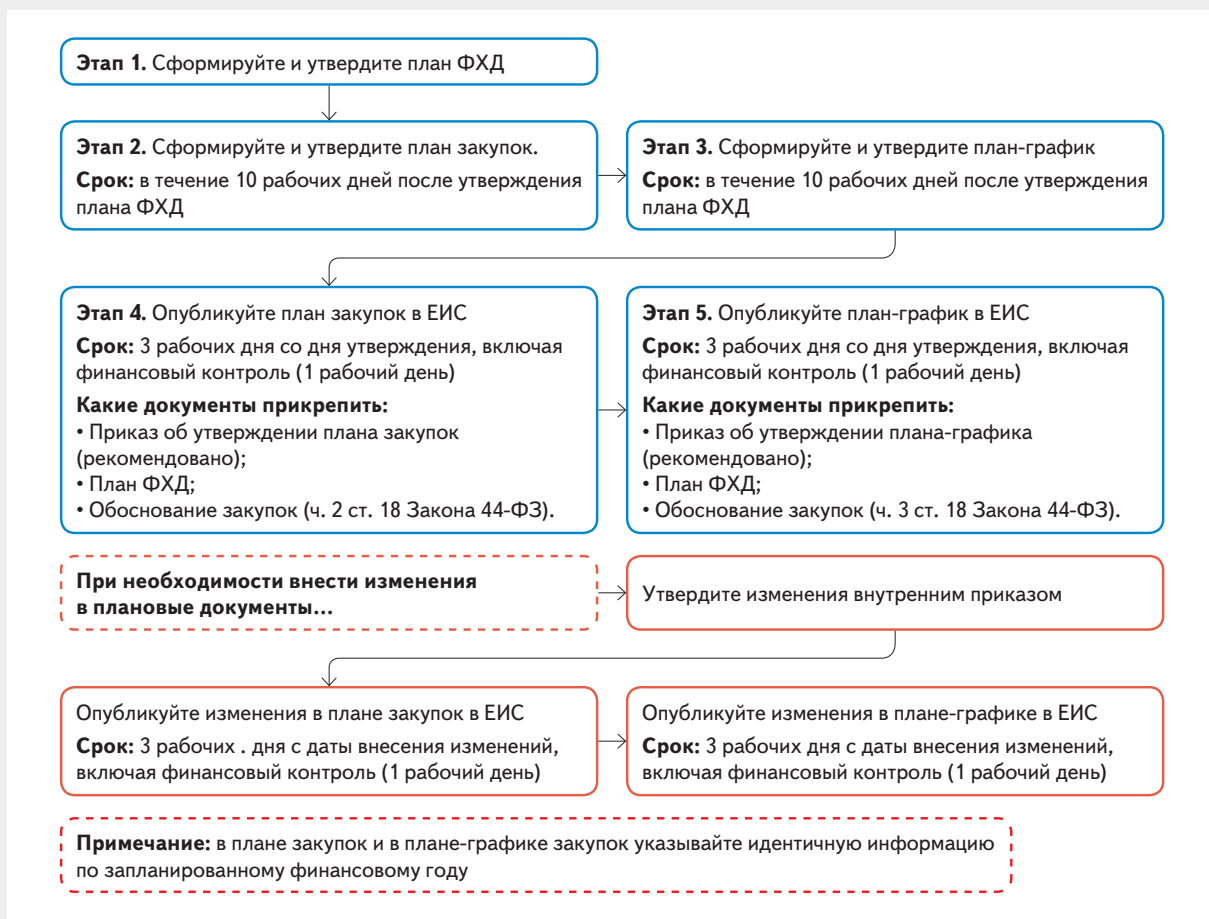 Этап 1. Сформируйте и утвердите план ФХД
Этап 2. Сформируйте и утвердите план закупок.
Срок: в течение 10 рабочих дней после утверждения
плана ФХД
Этап 3. Сформируйте и утвердите план-график
Срок: в течение 10 рабочих дней после утверждения
плана ФХД
Этап 4. Опубликуйте план закупок в ЕИС
Срок: 3 рабочих дня со дня утверждения, включая
финансовый контроль (1 рабочий день)
Какие документы прикрепить:
• Приказ об утверждении плана закупок
(рекомендовано);
• План ФХД;
• Обоснование закупок (ч. 2 ст. 18 Закона 44-ФЗ).
Этап 5. Опубликуйте план-график в ЕИС
Срок: 3 рабочих дня со дня утверждения, включая
финансовый контроль (1 рабочий день)
Какие документы прикрепить:
• Приказ об утверждении плана-графика
(рекомендовано);
• План ФХД;
• Обоснование закупок (ч. 3 ст. 18 Закона 44-ФЗ).
При необходимости внести изменения
в плановые документы...
Утвердите изменения внутренним приказом
Опубликуйте изменения в плане закупок в ЕИС
Срок: 3 рабочих . дня с даты внесения изменений,
включая финансовый контроль (1 рабочий день)
Опубликуйте изменения в плане-графике в ЕИС
Срок: 3 рабочих дня с даты внесения изменений,
включая финансовый контроль (1 рабочий день)
Примечание: в плане закупок и в плане-графике закупок указывайте идентичную информацию
по запланированному финансовому году